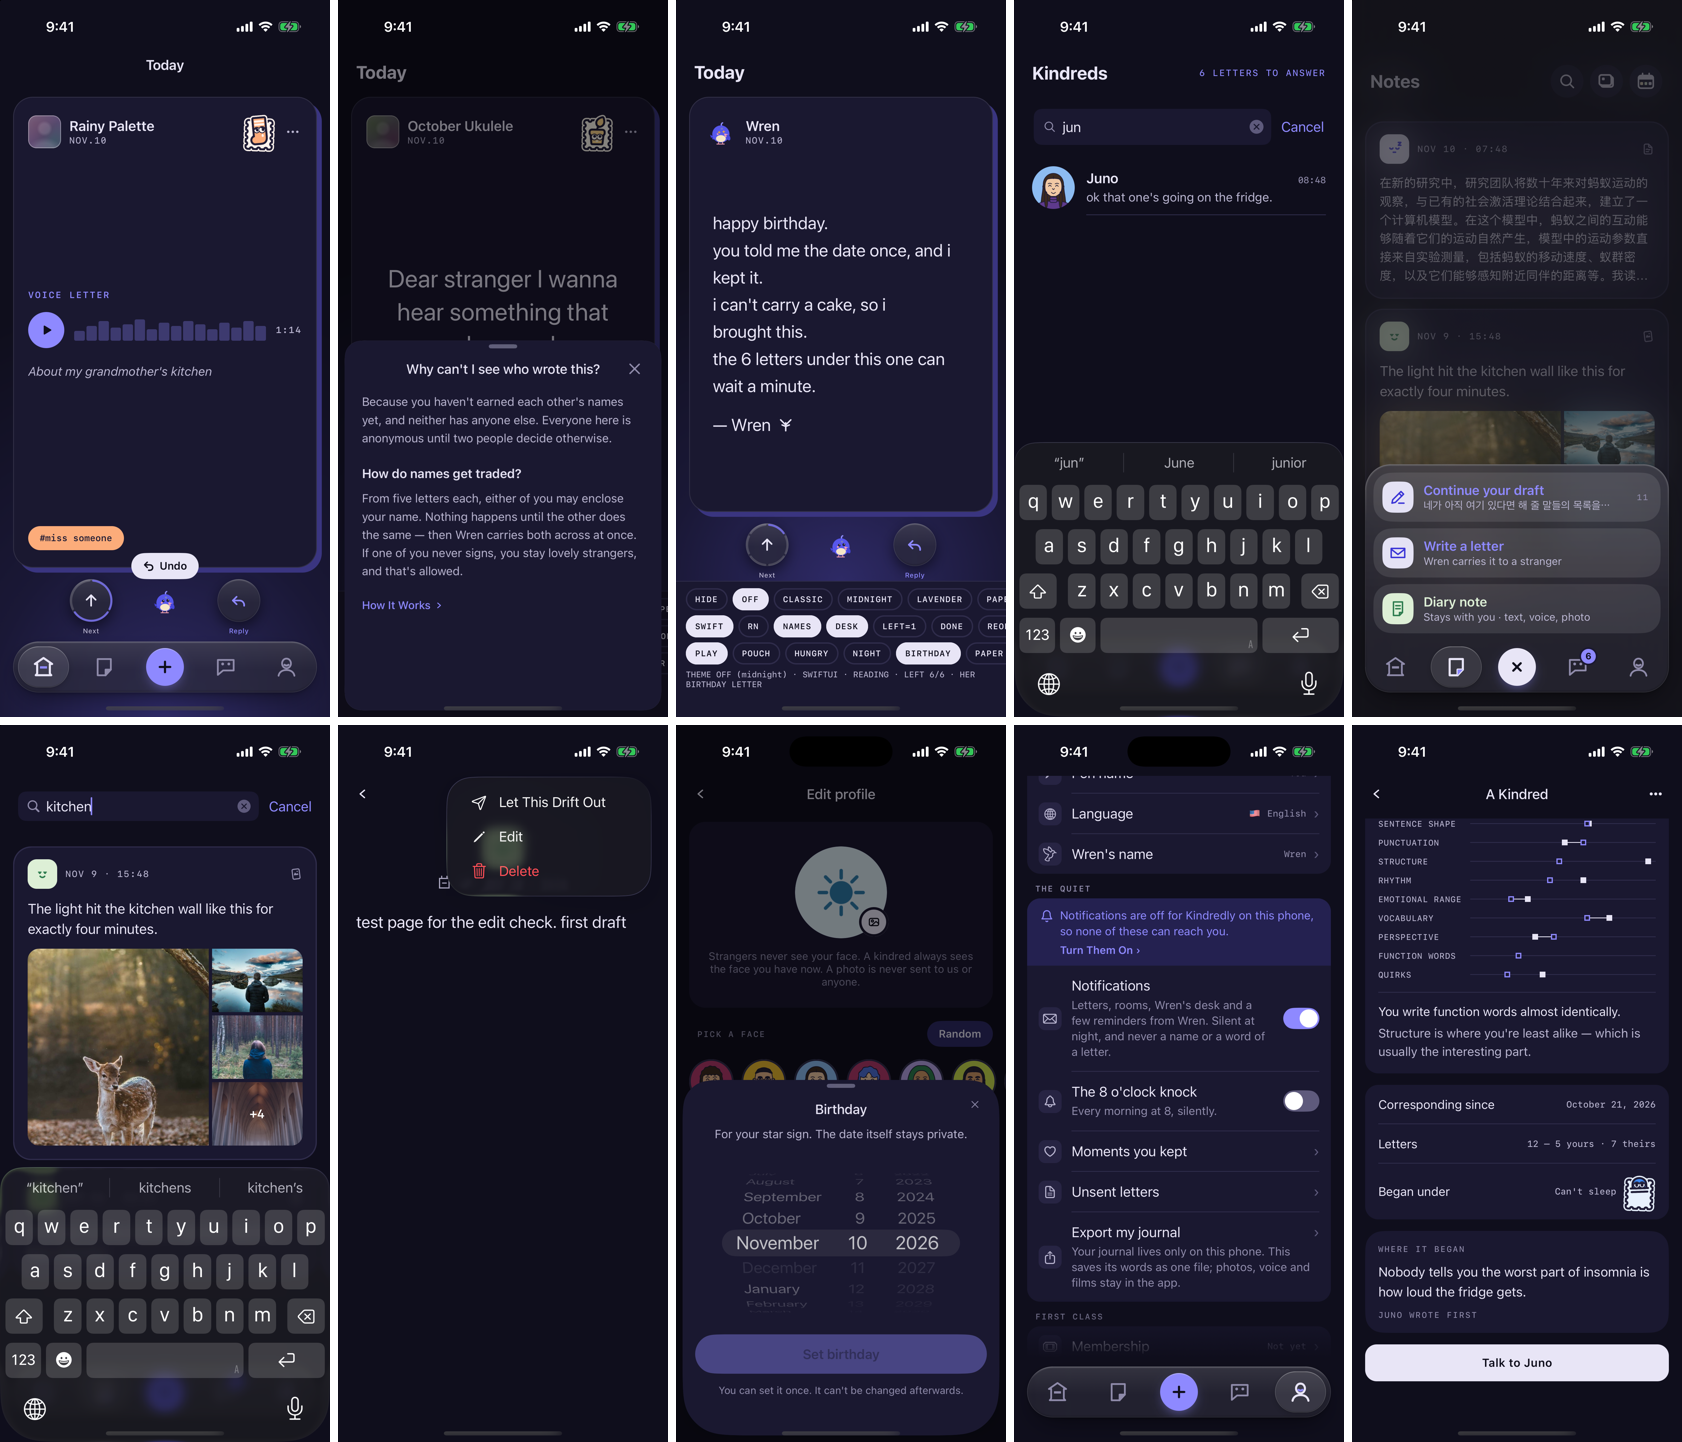 9:41
Today
Rainy Palette
NOV.10
VOICE LETTER
1:14
About my grandmother's kitchen
#miss someone
Undo
Next
Reply
9:41
Today
October Ukulele
NOV.10
Dear stranger I wanna
hear something that
Why can't I see who wrote this?
Because you haven't earned each other's names
yet, and neither has anyone else. Everyone here is
anonymous until two people decide otherwise.
How do names get traded?
From five letters each, either of you may enclose
your name. Nothing happens until the other does
the same — then Wren carries both across at once.
If one of you never signs, you stay lovely strangers,
and that's allowed.
How It Works >
9:41
Today
Wren
NOV.10
happy birthday.
you told me the date once, and i
kept it.
i can't carry a cake, so i
brought this.
the 6 letters under this one can
wait a minute.
— Wren
Next
Reply
HIDE OFF CLASSIC MIDNIGHT LAVENDER
SWIFT RN NAMES DESK LEFT=1 DONE
PLAY POUCH HUNGRY NIGHT BIRTHDAY PAPER
THEME OFF (midnight) · SWIFTUI · READING · LEFT 6/6 · HER
BIRTHDAY LETTER
9:41
Kindreds
6 LETTERS TO ANSWER
jun
Cancel
Juno
08:48
ok that one's going on the fridge.
“jun” June junior
q w e r t y u i o p
a s d f g h j k l
z x c v b n m
123
A
9:41
Notes
NOV 10 · 07:48
在新的研究中，研究团队将数十年来对蚂蚁运动的
观察，与已有的社会激活理论结合起来，建立了一
个计算机模型。在这个模型中，蚂蚁之间的互动能
够随着它们的运动自然产生，模型中的运动参数直
接来自实验测量，包括蚂蚁的移动速度、蚁群密
度，以及它们能够感知附近同伴的距离等。我读...
NOV 9 · 15:48
The light hit the kitchen wall like this for
exactly four minutes.
Continue your draft
네가 아직 여기 있다면 해 줄 말들의 목록을…
11
Write a letter
Wren carries it to a stranger
Diary note
Stays with you · text, voice, photo
6
9:41
kitchen
Cancel
NOV 9 · 15:48
The light hit the kitchen wall like this for
exactly four minutes.
+4
“kitchen” kitchens kitchen's
q w e r t y u i o p
a s d f g h j k l
z x c v b n m
123
A
9:41
Let This Drift Out
Edit
Delete
test page for the edit check. first draft
9:41
Edit profile
Strangers never see your face. A kindred always sees
the face you have now. A photo is never sent to us or
anyone.
PICK A FACE
Random
Birthday
For your star sign. The date itself stays private.
August 7 2023
September 8 2024
October 9 2025
November 10 2026
December 11 2027
January 12 2028
February
Set birthday
You can set it once. It can't be changed afterwards.
9:41
Pen name
Language
English >
Wren's name
Wren >
THE QUIET
Notifications are off for Kindredly on this phone,
so none of these can reach you.
Turn Them On >
Notifications
Letters, rooms, Wren's desk and a
few reminders from Wren. Silent at
night, and never a name or a word of
a letter.
The 8 o'clock knock
Every morning at 8, silently.
Moments you kept
Unsent letters
Export my journal
Your journal lives only on this phone. This
saves its words as one file; photos, voice and
films stay in the app.
FIRST CLASS
Membership
Not yet >
9:41
A Kindred
SENTENCE SHAPE
PUNCTUATION
STRUCTURE
RHYTHM
EMOTIONAL RANGE
VOCABULARY
PERSPECTIVE
FUNCTION WORDS
QUIRKS
You write function words almost identically.
Structure is where you're least alike — which is
usually the interesting part.
Corresponding since
October 21, 2026
Letters
12 — 5 yours · 7 theirs
Began under
Can't sleep
WHERE IT BEGAN
Nobody tells you the worst part of insomnia is
how loud the fridge gets.
JUNO WROTE FIRST
Talk to Juno